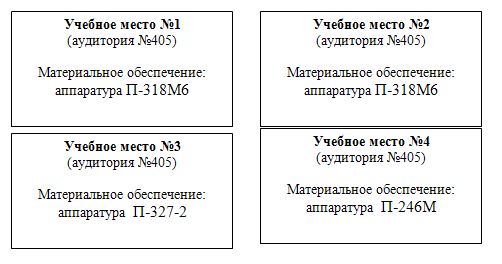 Учебное место №1
(аудитория №405)
Материальное обеспечение:
аппаратура П-318М6
Учебное место №2
(аудитория №405)
Материальное обеспечение:
аппаратура П-318М6
Учебное место №3
(аудитория №405)
Материальное обеспечение:
аппаратура П-327-2
Учебное место №4
(аудитория №405)
Материальное обеспечение:
аппаратура П-246М